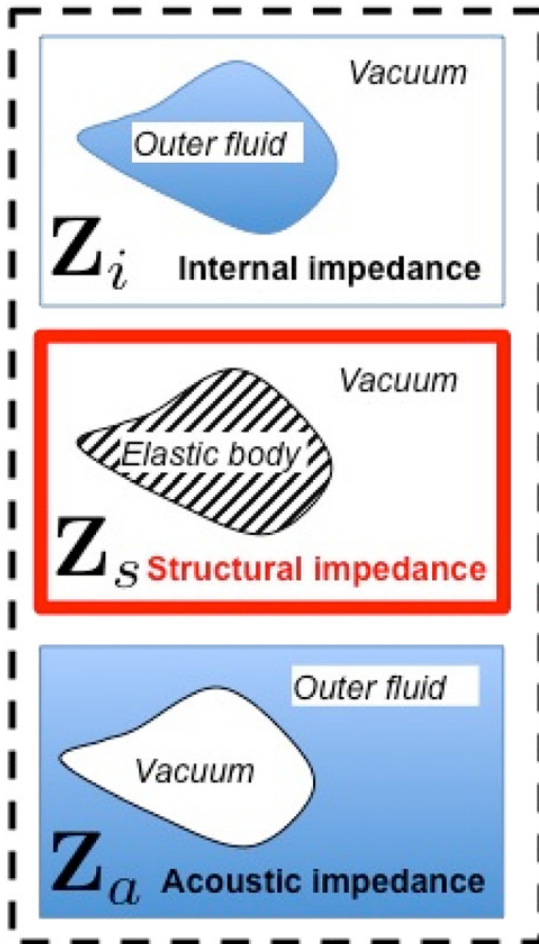 Vacuum
Outer fluid
Z_i Internal impedance
Vacuum
Elastic body
Z_s Structural impedance
Outer fluid
Vacuum
Z_a Acoustic impedance